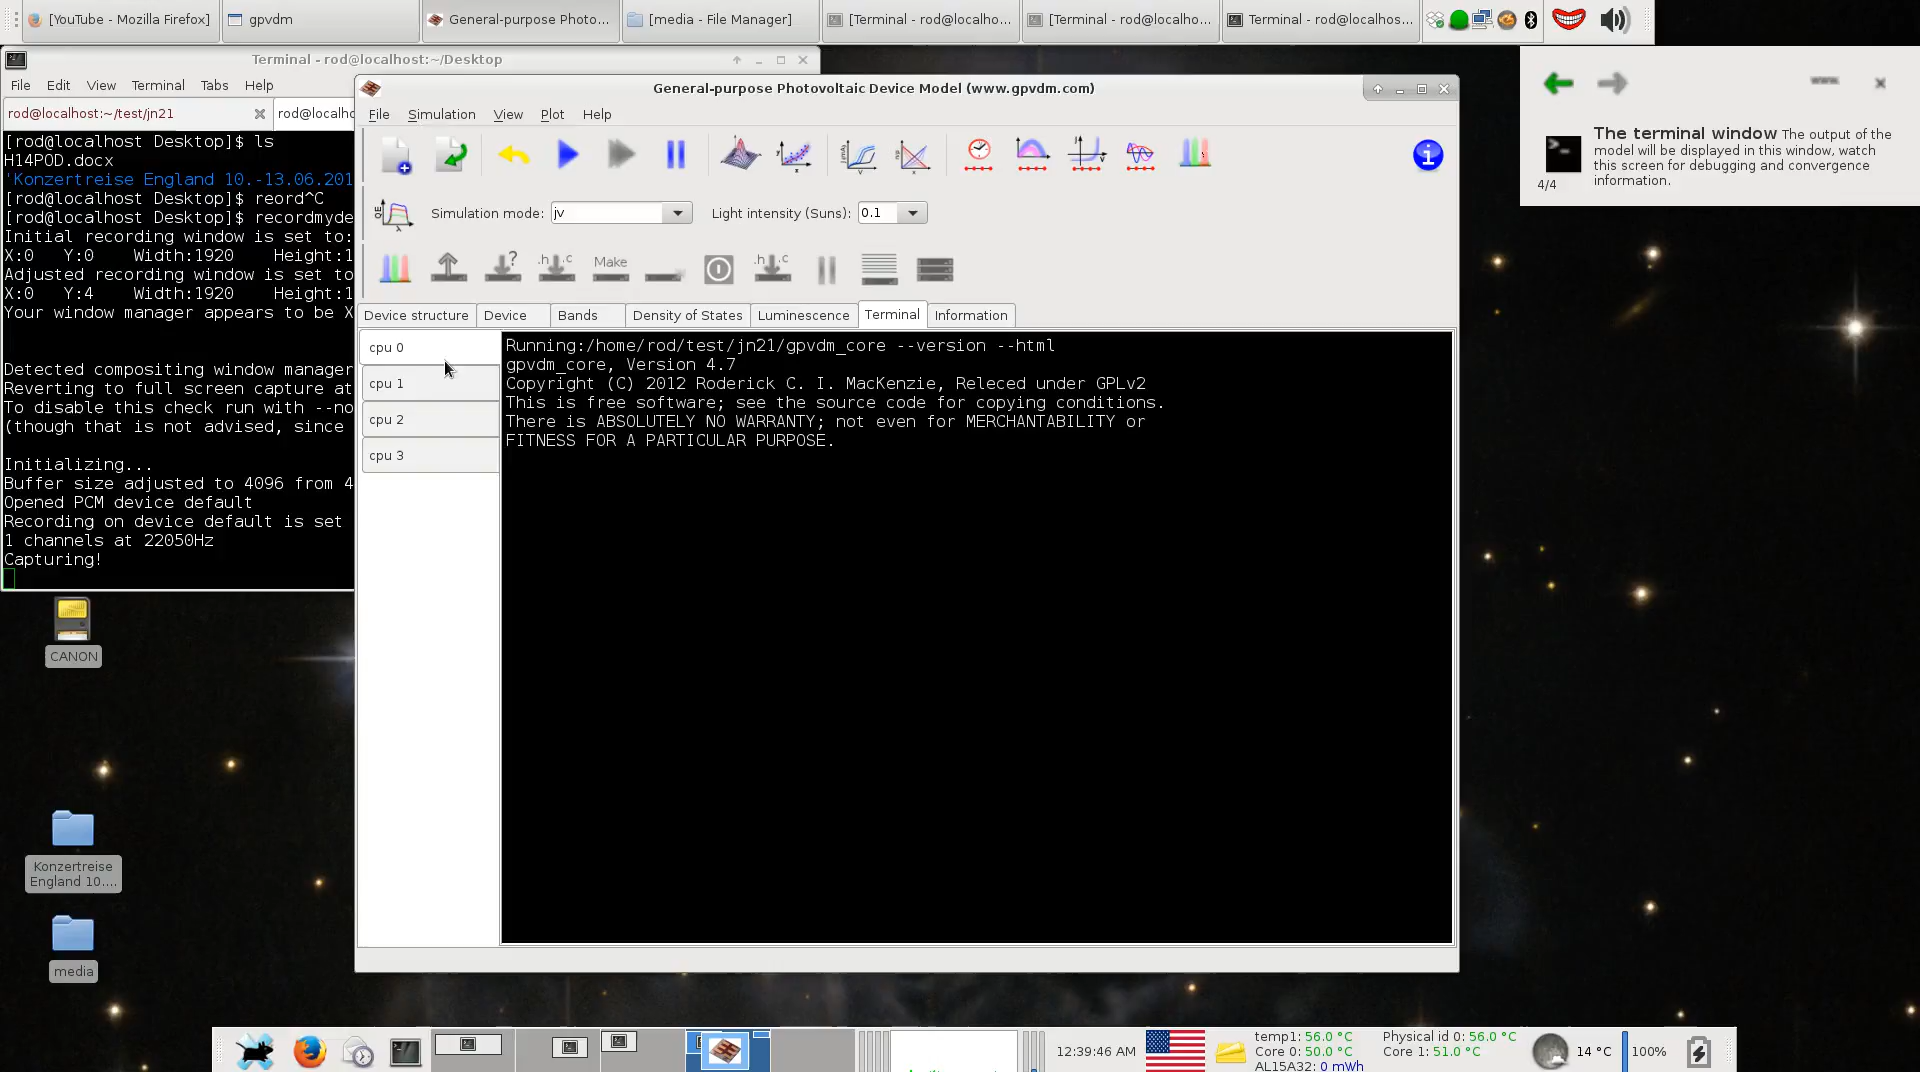 [YouTube - Mozilla Firefox]
gpvdm
General-purpose Photo...
[media - File Manager]
[Terminal - rod@localho...
[Terminal - rod@localho...
Terminal - rod@localhos...
Terminal - rod@localhost:~/Desktop
File Edit View Terminal Tabs Help
rod@localhost:~/test/jn21
rod@localho
[rod@localhost Desktop]$ ls
H14POD.docx
'Konzertreise England 10.-13.06.201
[rod@localhost Desktop]$ reord^C
[rod@localhost Desktop]$ recordmyde
Initial recording window is set to:
X:0 Y:0 Width:1920 Height:1
Adjusted recording window is set to
X:0 Y:4 Width:1920 Height:1
Your window manager appears to be X
Detected compositing window manager
Reverting to full screen capture at
To disable this check run with --no
(though that is not advised, since
Initializing...
Buffer size adjusted to 4096 from 4
Opened PCM device default
Recording on device default is set
1 channels at 22050Hz
Capturing!
General-purpose Photovoltaic Device Model (www.gpvdm.com)
File Simulation View Plot Help
Simulation mode: jv Light intensity (Suns): 0.1
QE
.h .c
Make
.h .c
Device structure
Device
Bands
Density of States
Luminescence
Terminal
Information
cpu 0
cpu 1
cpu 2
cpu 3
Running:/home/rod/test/jn21/gpvdm_core --version --html
gpvdm_core, Version 4.7
Copyright (C) 2012 Roderick C. I. MacKenzie, Releced under GPLv2
This is free software; see the source code for copying conditions.
There is ABSOLUTELY NO WARRANTY; not even for MERCHANTABILITY or
FITNESS FOR A PARTICULAR PURPOSE.
www
The terminal window The output of the
model will be displayed in this window, watch
this screen for debugging and convergence
information.
4/4
CANON
Konzertreise
England 10....
media
12:39:46 AM
temp1: 56.0 °C
Core 0: 50.0 °C
AL15A32: 0 mWh
Physical id 0: 56.0 °C
Core 1: 51.0 °C
14 °C
100%